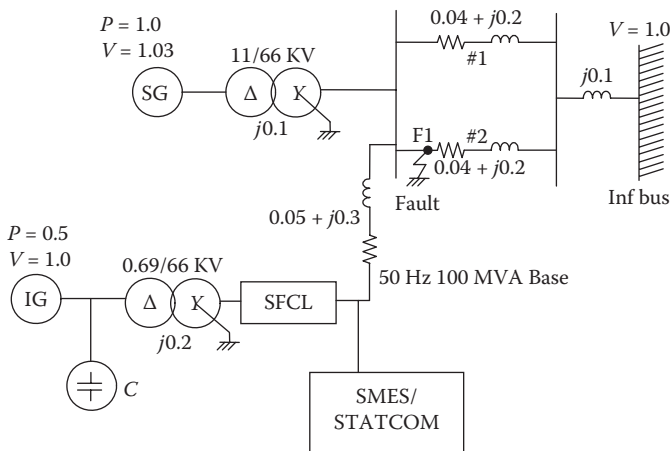 P = 1.0
V = 1.03
11/66 KV
SG
Δ
Y
j0.1
0.04 + j0.2
#1
V = 1.0
j0.1
F1
#2
0.04 + j0.2
Fault
Inf bus
0.05 + j0.3
P = 0.5
V = 1.0
0.69/66 KV
50 Hz 100 MVA Base
IG
Δ
Y
SFCL
j0.2
C
SMES/
STATCOM